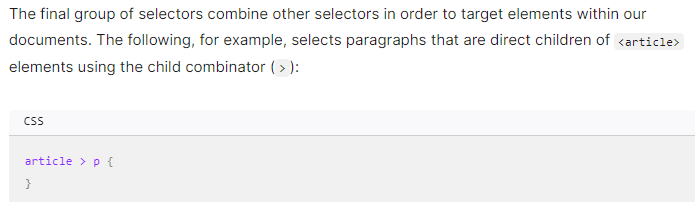 The final group of selectors combine other selectors in order to target elements within our
documents. The following, for example, selects paragraphs that are direct children of <article>
elements using the child combinator ( > ):
CSS
article > p {
}